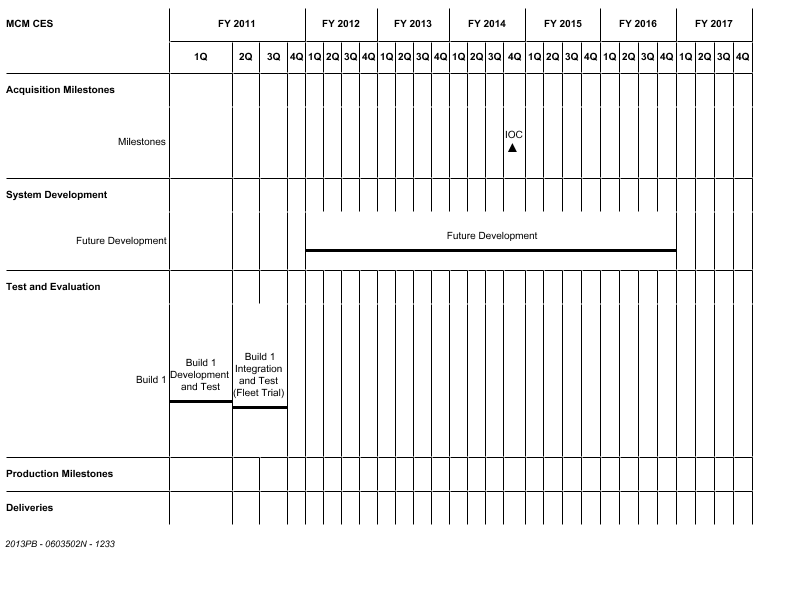 MCM CES
FY 2011 FY 2012 FY 2013 FY 2014 FY 2015 FY 2016 FY 2017
1Q 2Q 3Q 4Q 1Q 2Q 3Q 4Q 1Q 2Q 3Q 4Q 1Q 2Q 3Q 4Q 1Q 2Q 3Q 4Q 1Q 2Q 3Q 4Q 1Q 2Q 3Q 4Q
Acquisition Milestones
IOC
Milestones
System Development
Future Development
Future Development
Test and Evaluation
Build 1
Build 1
Development
and Test
Build 1
Integration
and Test
(Fleet Trial)
Production Milestones
Deliveries
2013PB - 0603502N - 1233